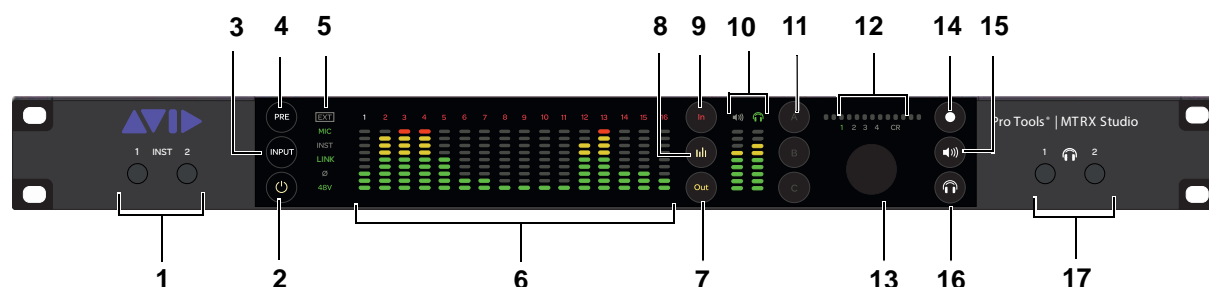 3 4 5 8 9 10 11 12 14 15
AVID
PRE
EXT
1 2 3 4 5 6 7 8 9 10 11 12 13 14 15 16
In
A
1 2 3 4 CR
Pro Tools® | MTRX Studio
MIC
1 INST 2
INPUT
INST
B
1 2
LINK
Ø
48V
Out
C
1 2 6 7 13 16 17